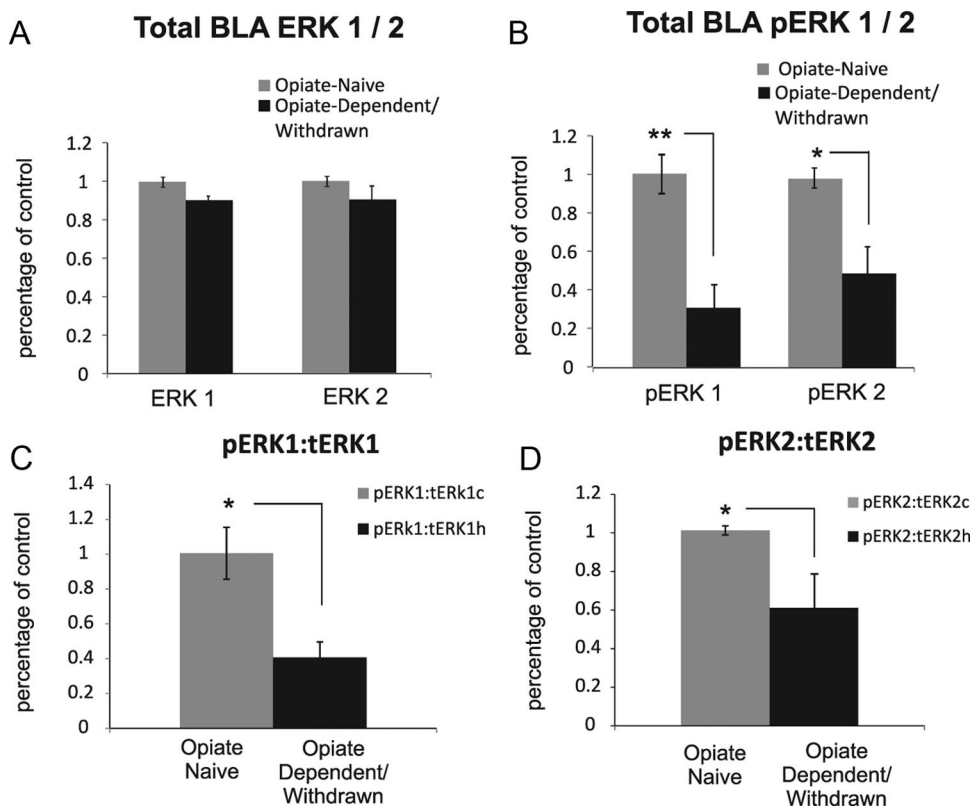 A
Total BLA ERK 1 / 2
Opiate-Naive
Opiate-Dependent/
Withdrawn
percentage of control
1.2
1
0.8
0.6
0.4
0.2
0
ERK 1
ERK 2
B
Total BLA pERK 1 / 2
Opiate-Naive
Opiate-Dependent/
Withdrawn
percentage of control
1.2
1
0.8
0.6
0.4
0.2
0
**
*
pERK 1
pERK 2
C
pERK1:tERK1
pERK1:tERk1c
pERk1:tERK1h
percentage of control
1.4
1.2
1
0.8
0.6
0.4
0.2
0
*
Opiate
Naive
Opiate
Dependent/
Withdrawn
D
pERK2:tERK2
pERK2:tERK2c
pERK2:tERK2h
percentage of control
1.2
1
0.8
0.6
0.4
0.2
0
*
Opiate
Naive
Opiate
Dependent/
Withdrawn